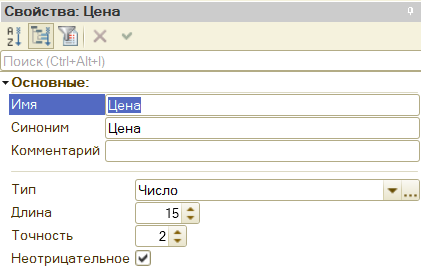 Свойства: Цена
Поиск (Ctrl+Alt+I)
Основные:
Имя Цена
Синоним Цена
Комментарий
Тип Число
Длина 15
Точность 2
Неотрицательное